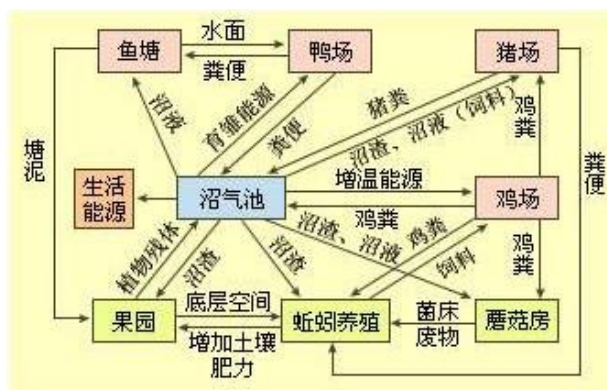 水面
鱼塘
鸭场
猪场
粪便
沼液
育雏能源
粪便
猪粪
沼渣、沼液（饲料）
鸡粪
塘泥
粪便
生活
能源
沼气池
增温能源
鸡场
鸡粪
植物残体
沼渣
沼渣
沼渣、沼液
鸡粪
饲料
鸡粪
果园
底层空间
蚯蚓养殖
菌床
废物
蘑菇房
增加土壤
肥力